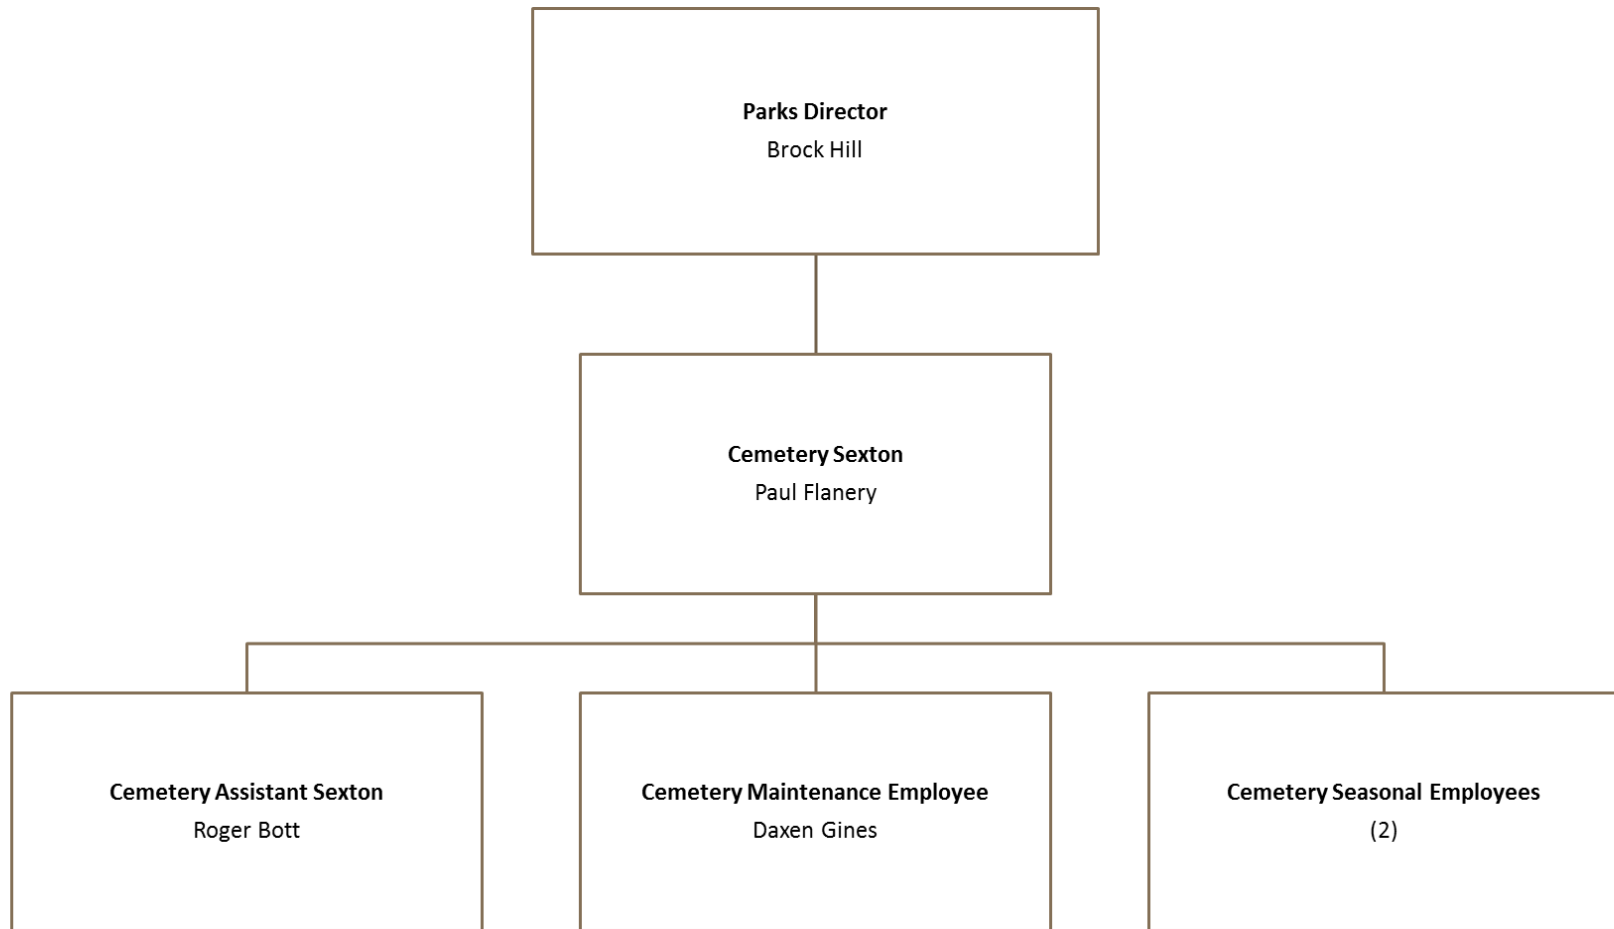 Parks Director
Brock Hill
Cemetery Sexton
Paul Flanery
Cemetery Assistant Sexton
Roger Bott
Cemetery Maintenance Employee
Daxen Gines
Cemetery Seasonal Employees
(2)